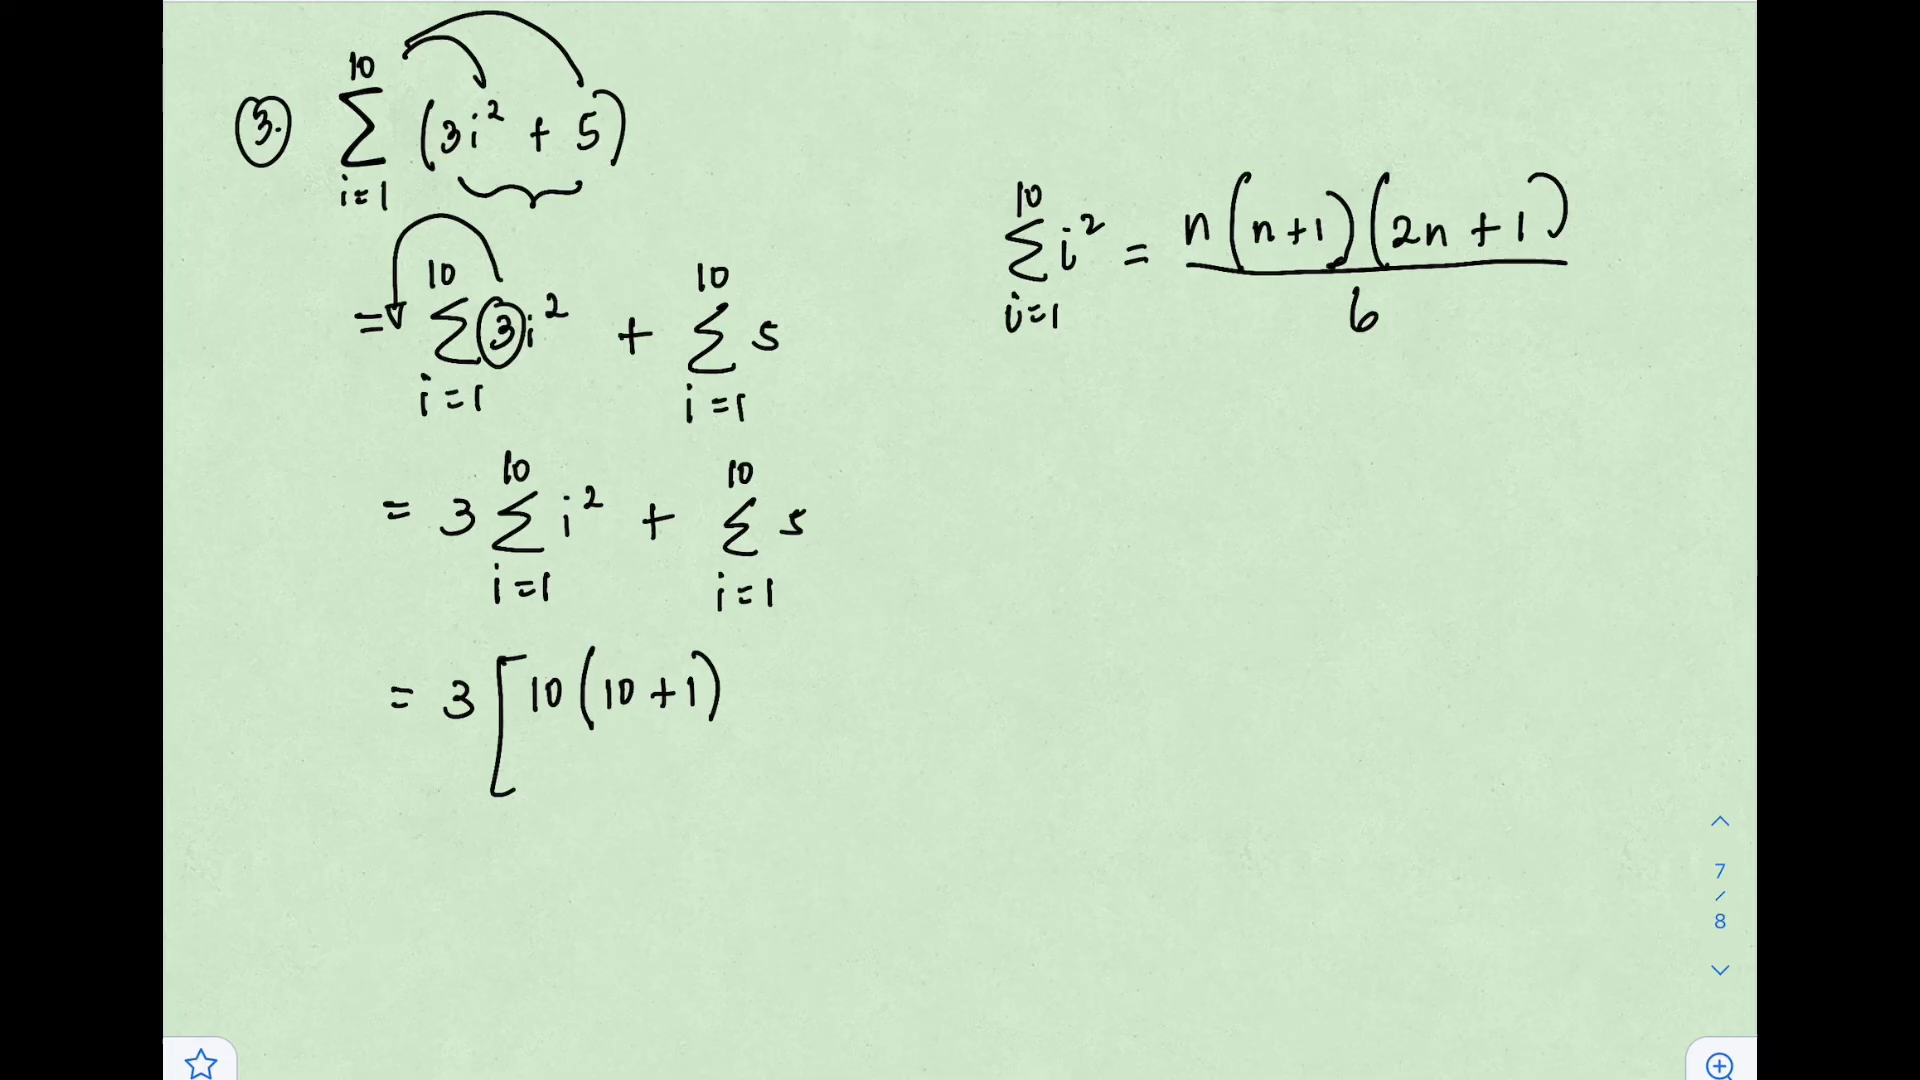 3. 10 ∑ i=1 (3i² + 5)
= 10 ∑ i=1 3i² + 10 ∑ i=1 5
= 3 10 ∑ i=1 i² + 10 ∑ i=1 5
= 3 [ 10 (10 + 1)
10 ∑ i=1 i² = n(n+1)(2n+1) / 6
7
/
8